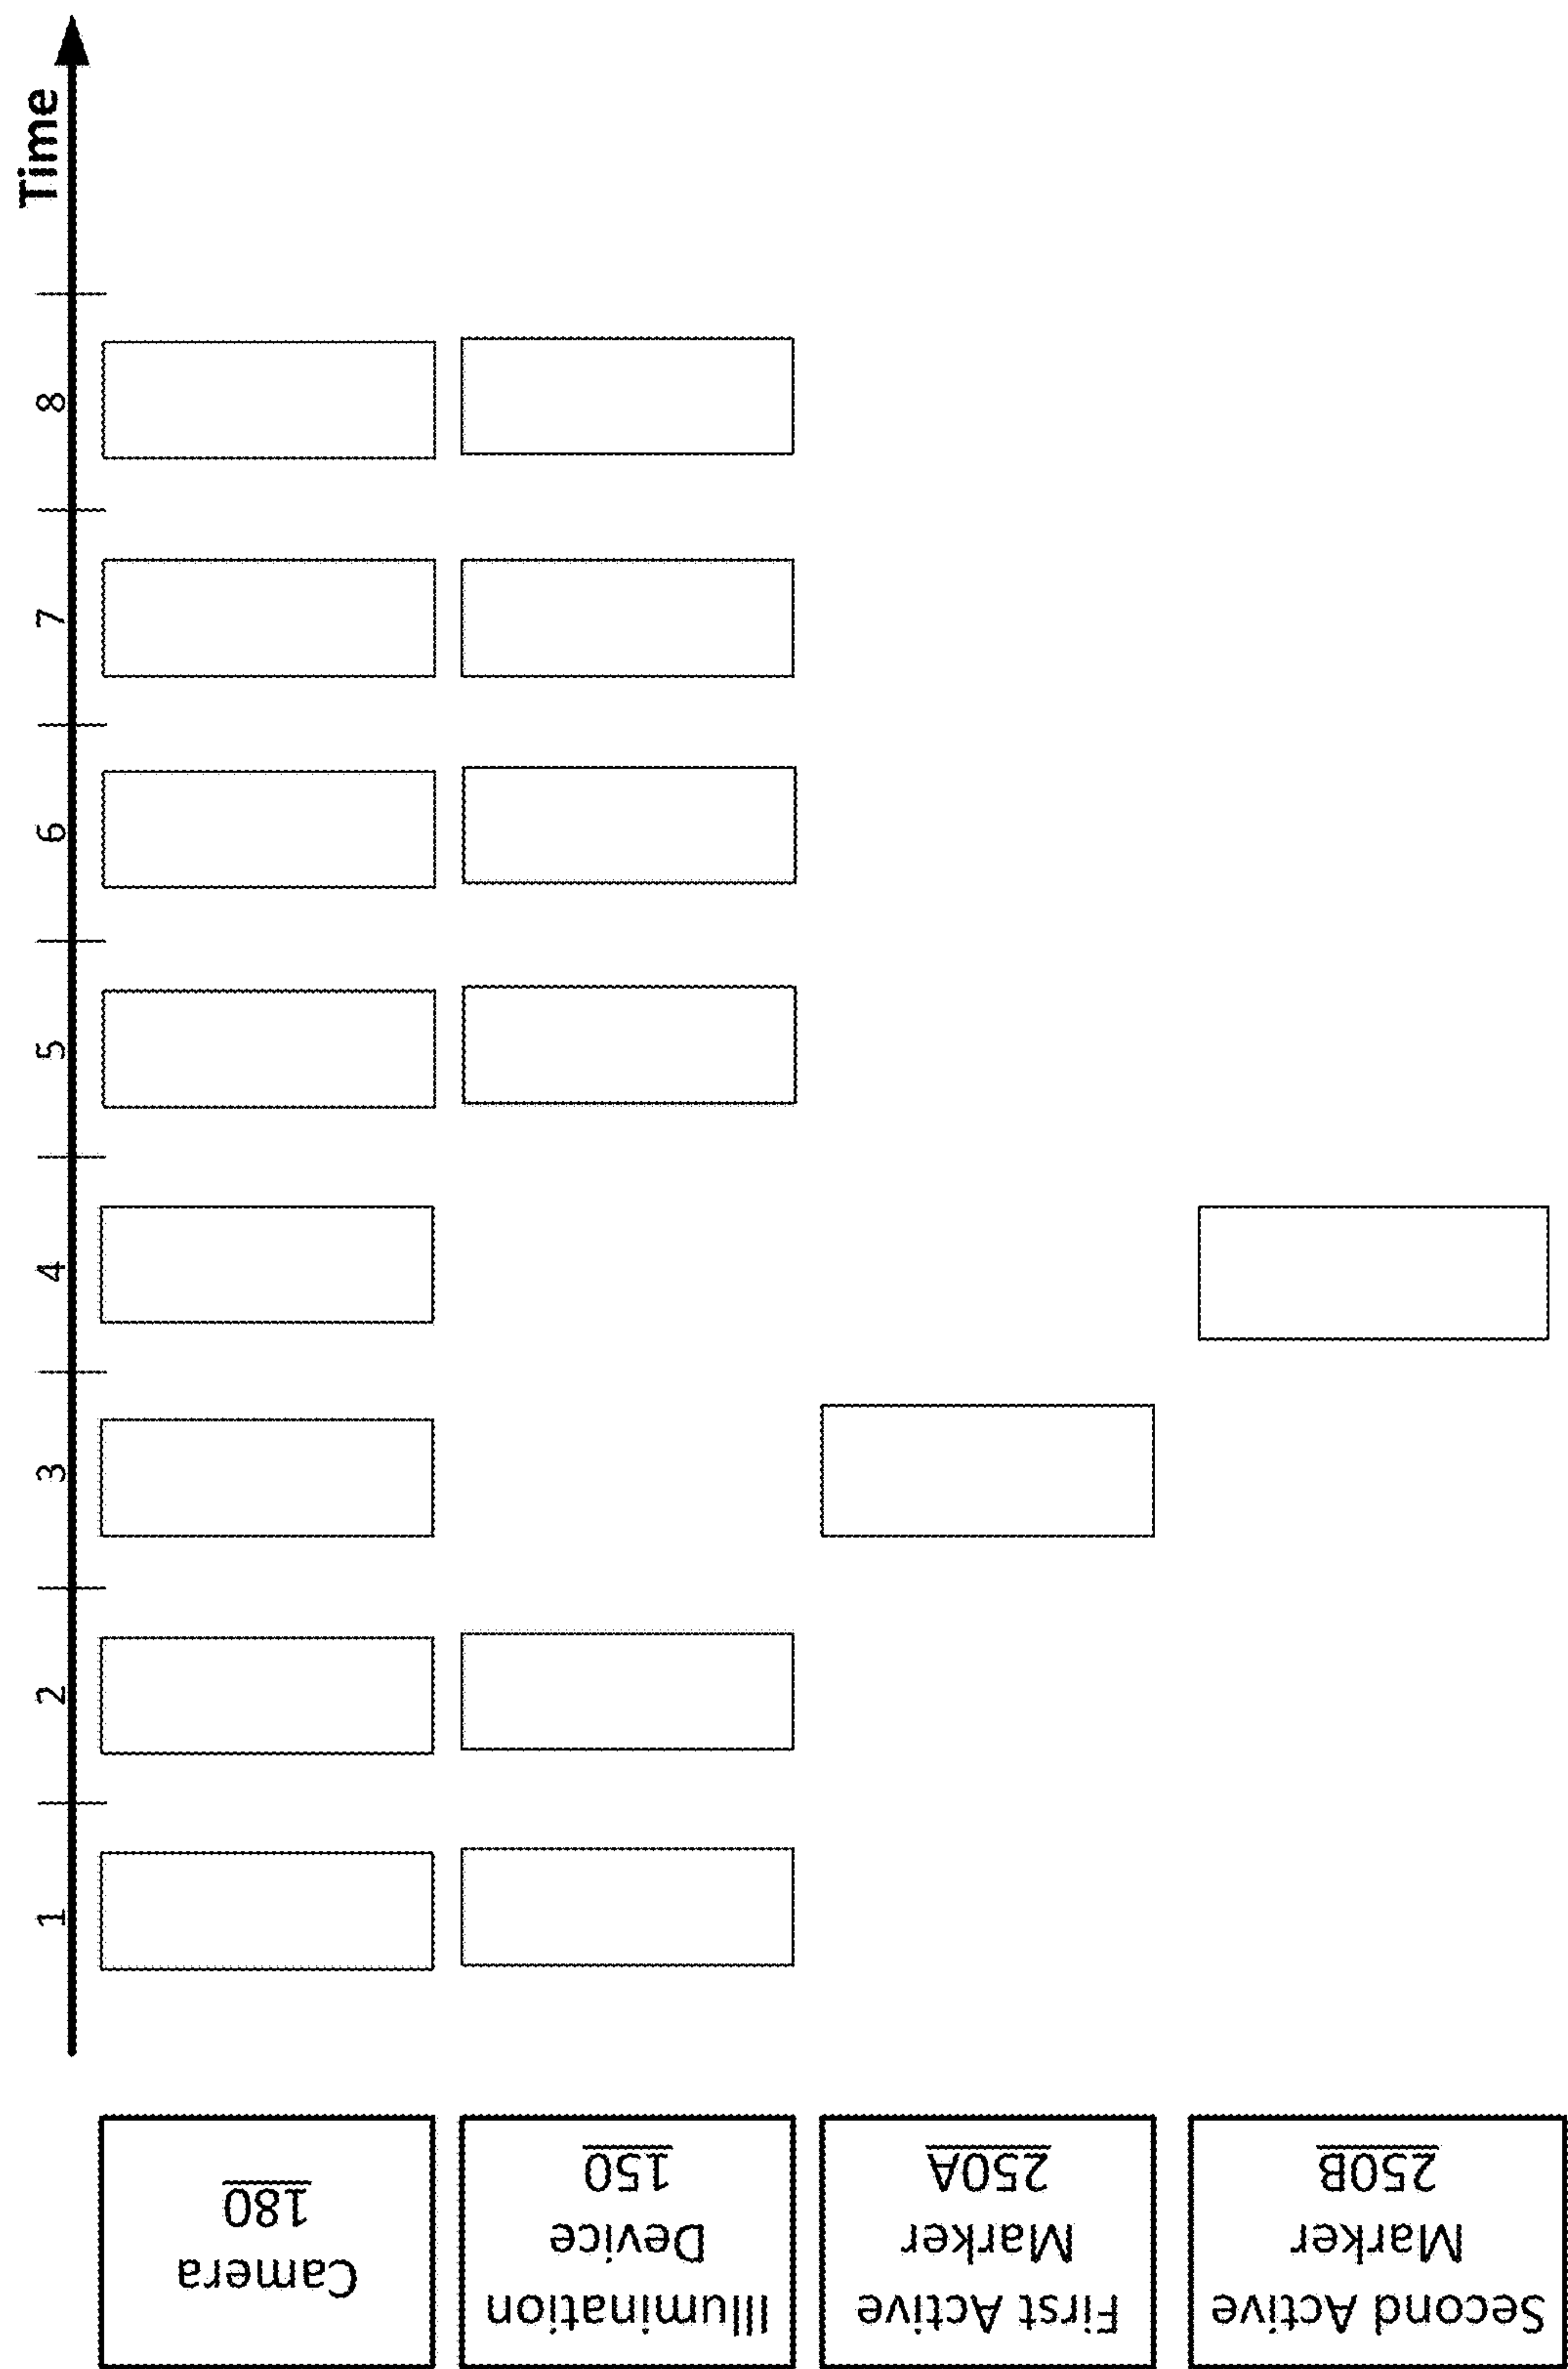 Time
1
2
3
4
5
6
7
8
Camera
180
Illumination
Device
150
First Active
Marker
250A
Second Active
Marker
250B